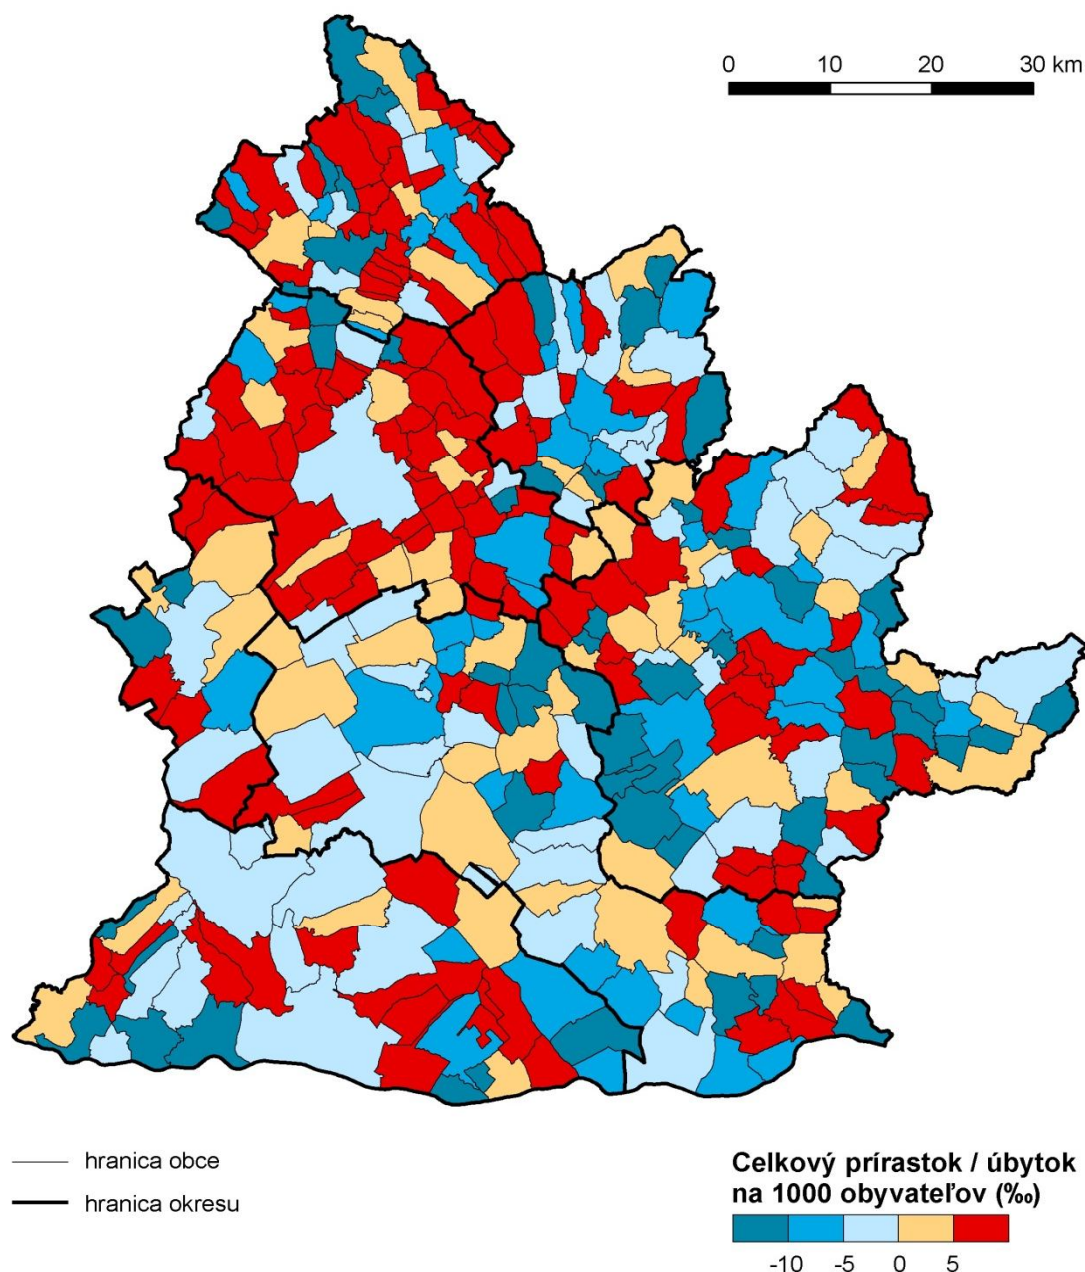 0 10 20 30 km
hranica obce
hranica okresu
Celkový prírastok / úbytok
na 1000 obyvateľov (‰)
-10 -5 0 5